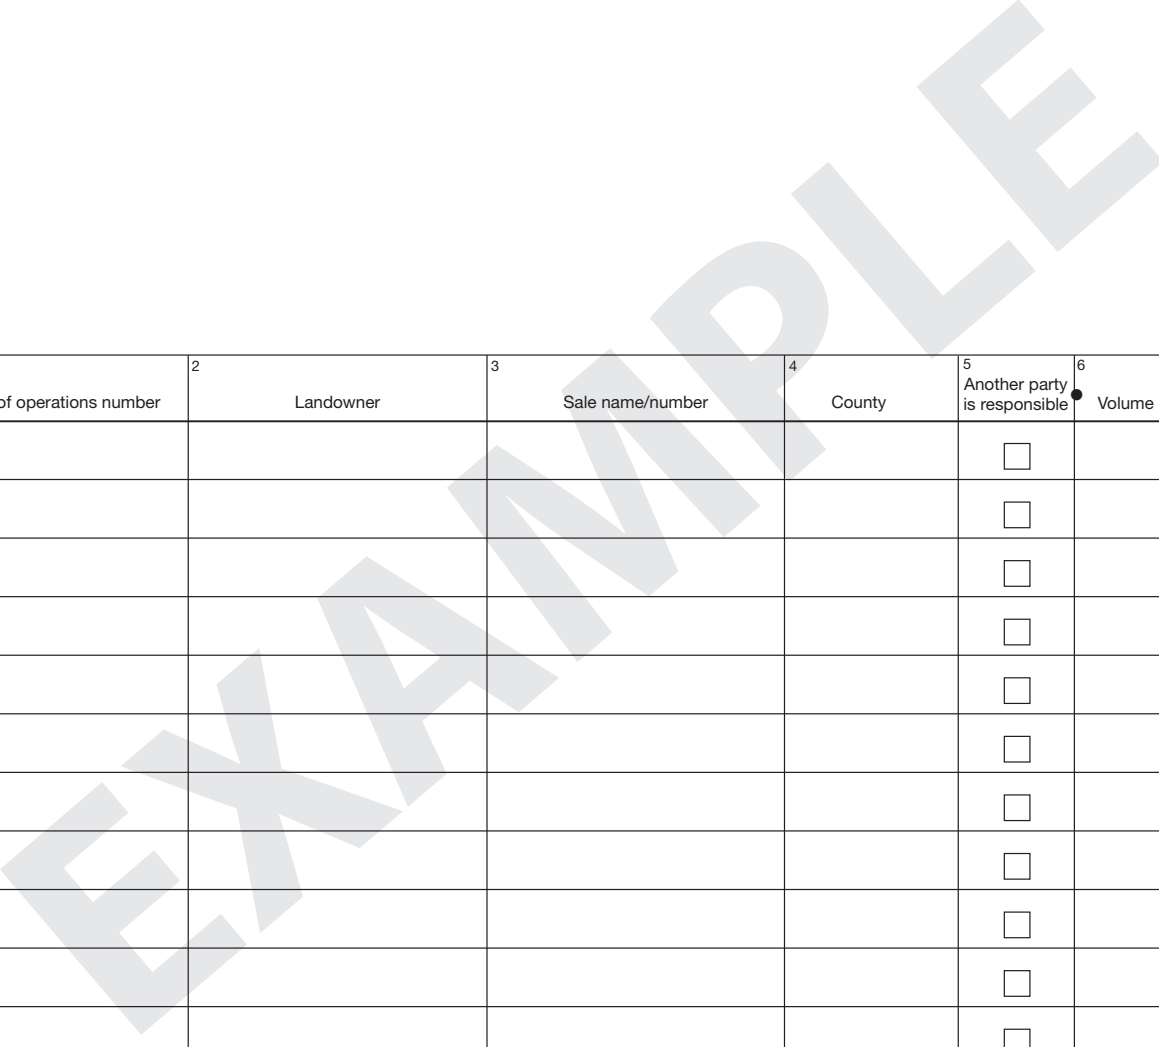 EXAMPLE
2
3
4
5
6
of operations number
Landowner
Sale name/number
County
Another party
is responsible
Volume